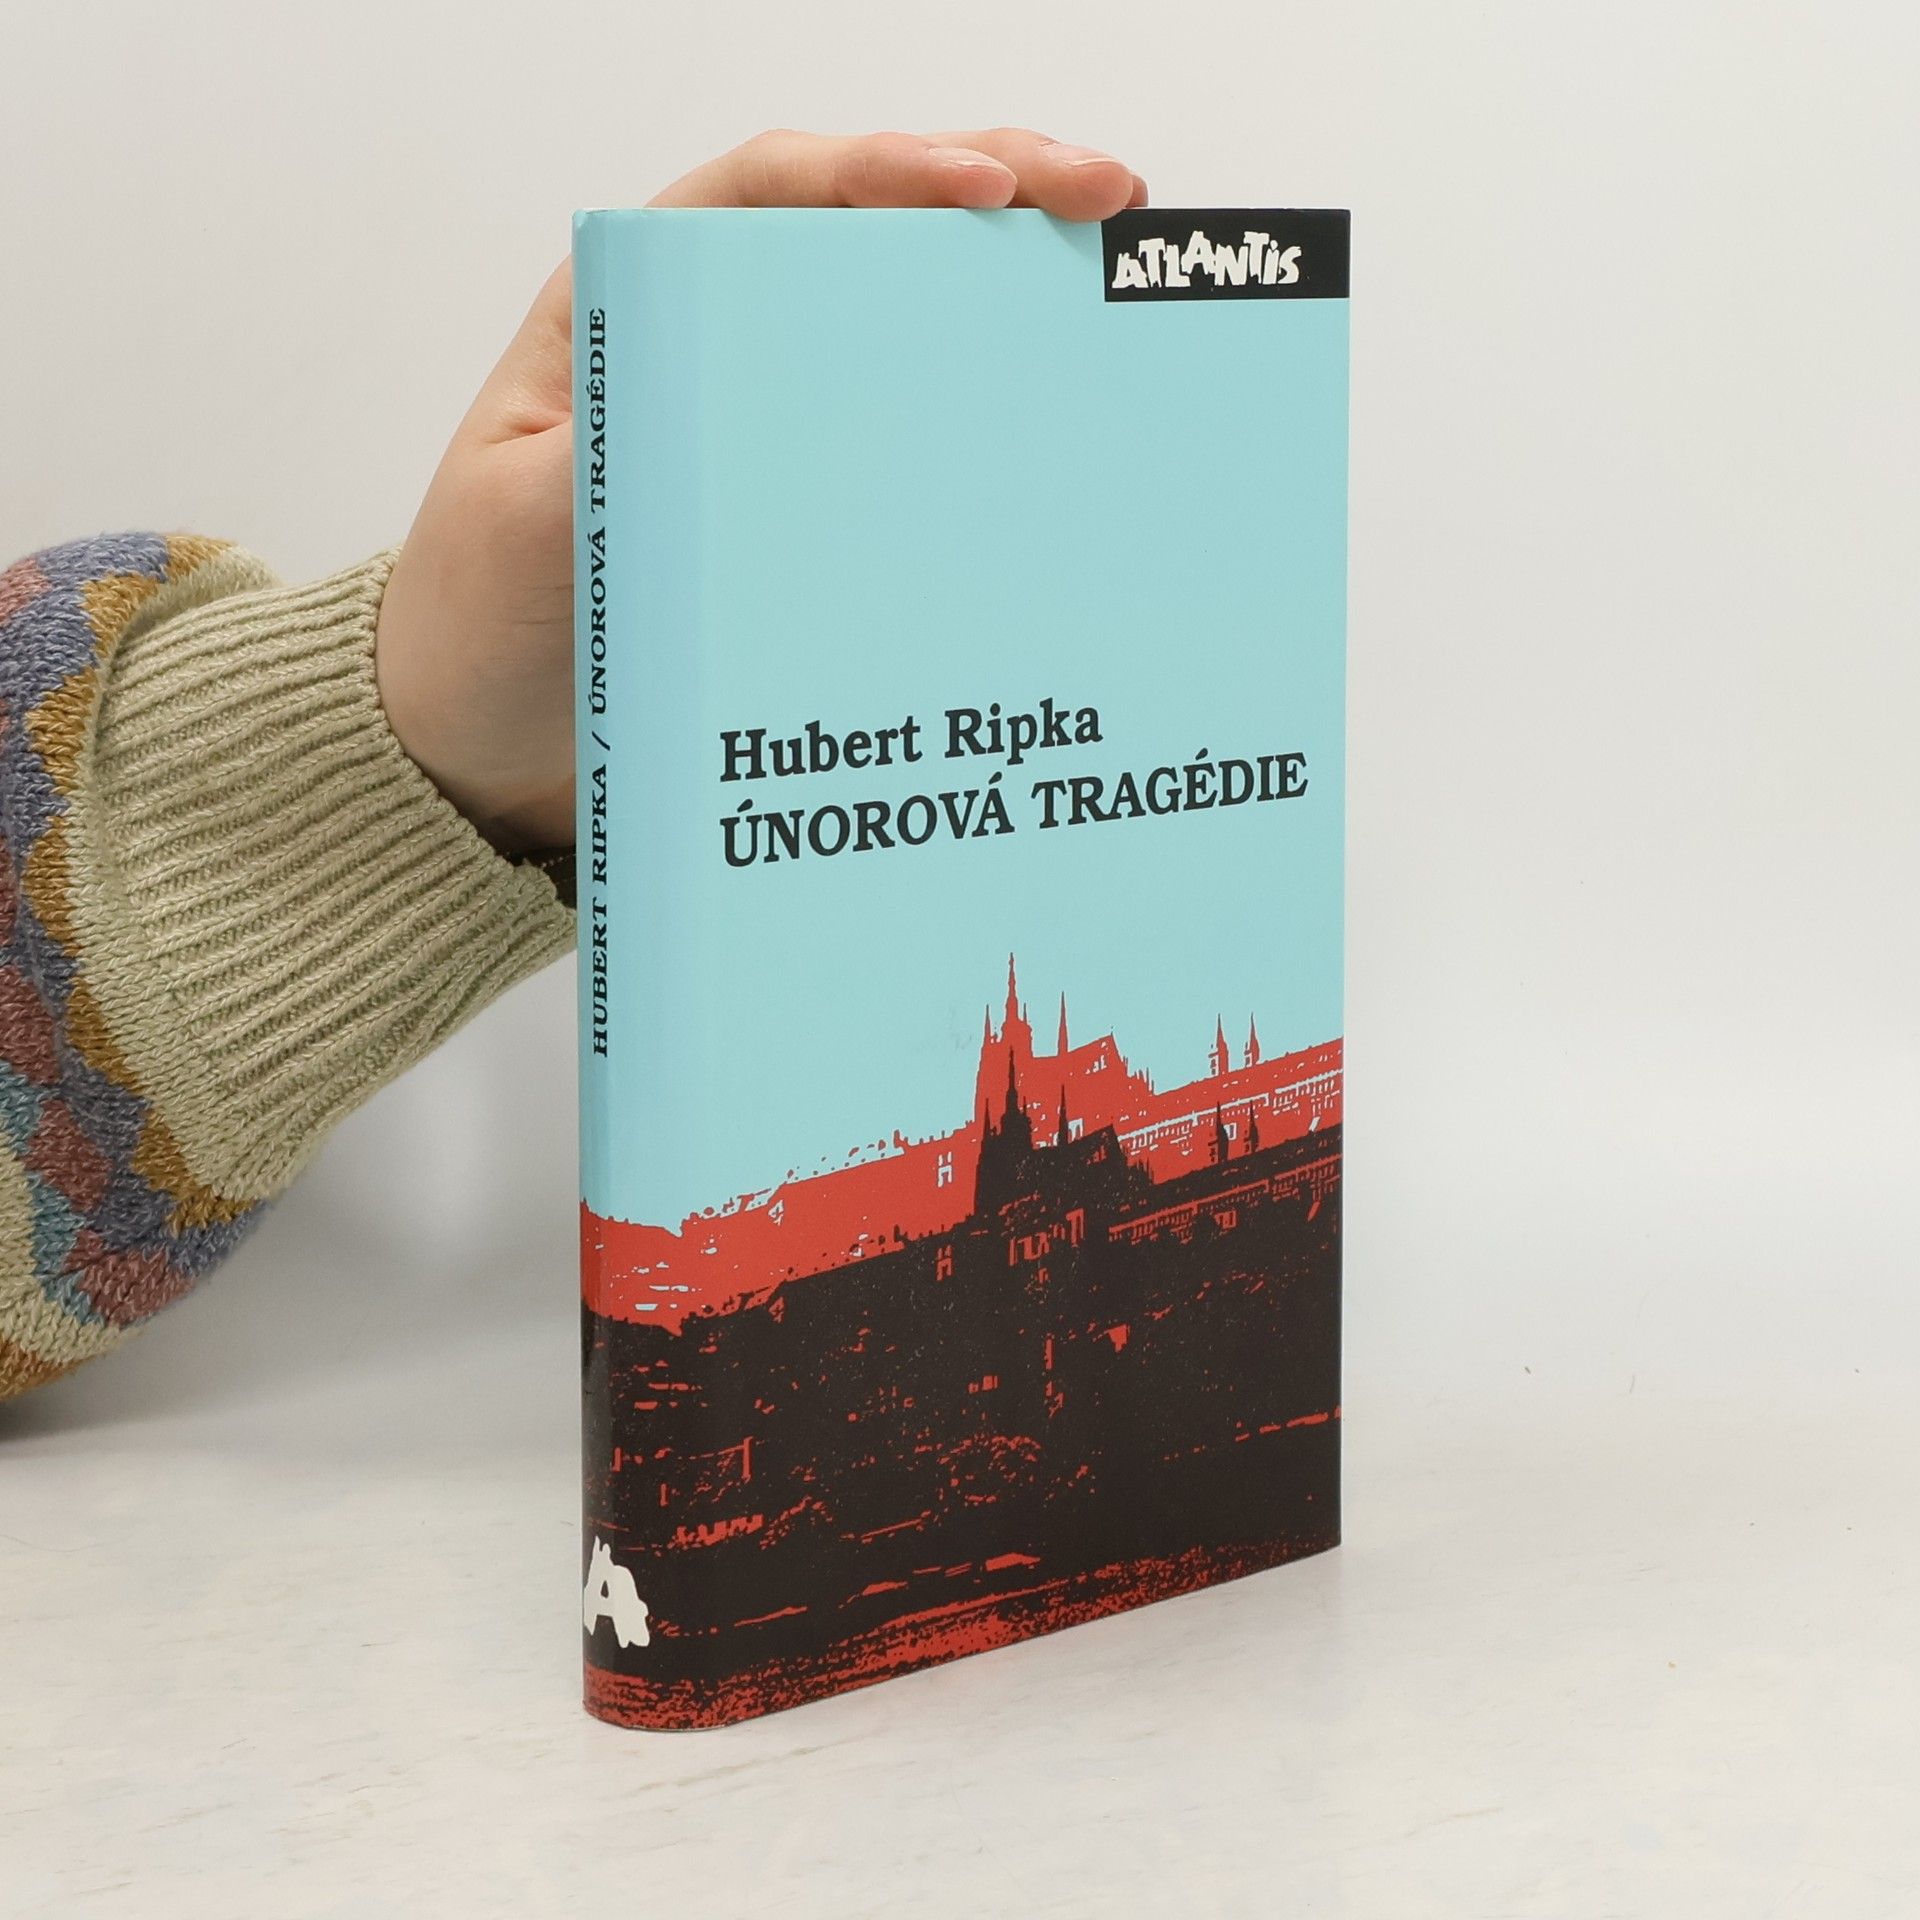 ATLANTIS
Hubert Ripka
ÚNOROVÁ TRAGÉDIE
HUBERT RIPKA / ÚNOROVÁ TRAGÉDIE
A